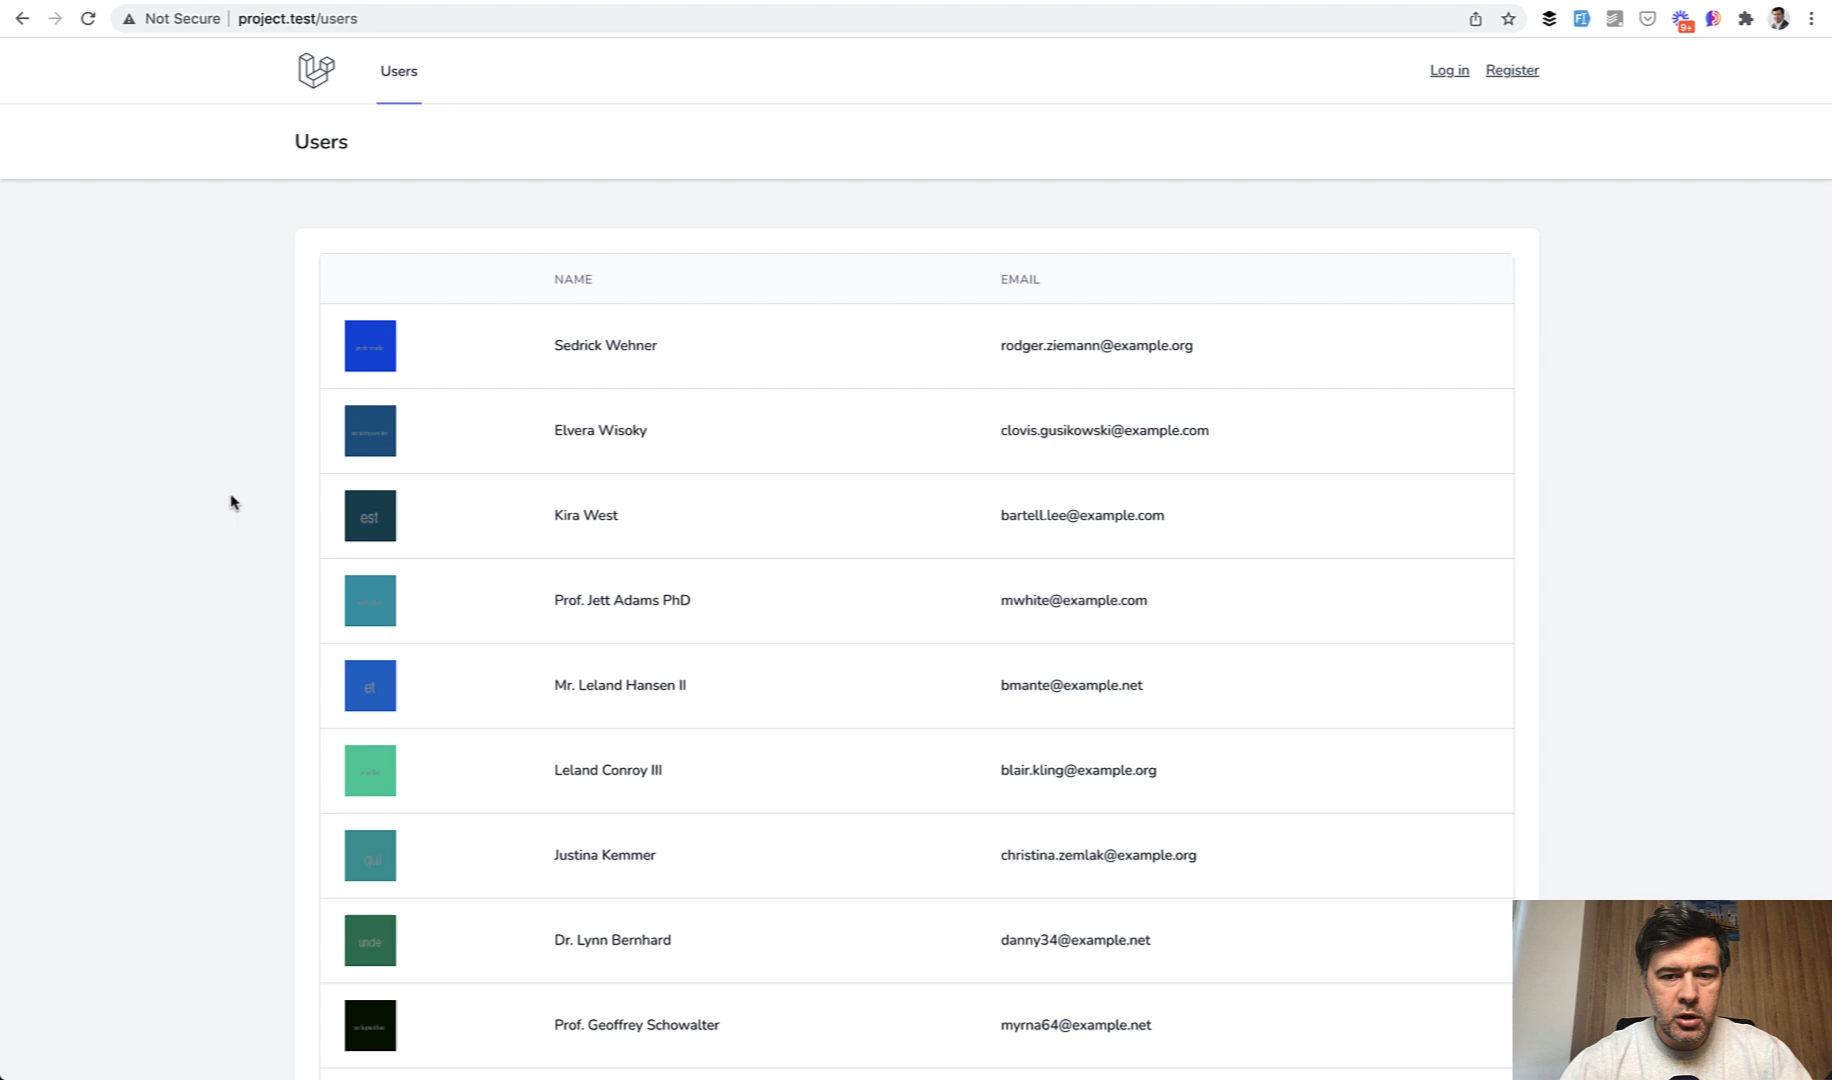 Not Secure | project.test/users
9+
Users
Log in
Register
Users
NAME
EMAIL
Sedrick Wehner
rodger.ziemann@example.org
Elvera Wisoky
clovis.gusikowski@example.com
est
Kira West
bartell.lee@example.com
Prof. Jett Adams PhD
mwhite@example.com
et
Mr. Leland Hansen II
bmante@example.net
Leland Conroy III
blair.kling@example.org
qui
Justina Kemmer
christina.zemlak@example.org
unde
Dr. Lynn Bernhard
danny34@example.net
Prof. Geoffrey Schowalter
myrna64@example.net